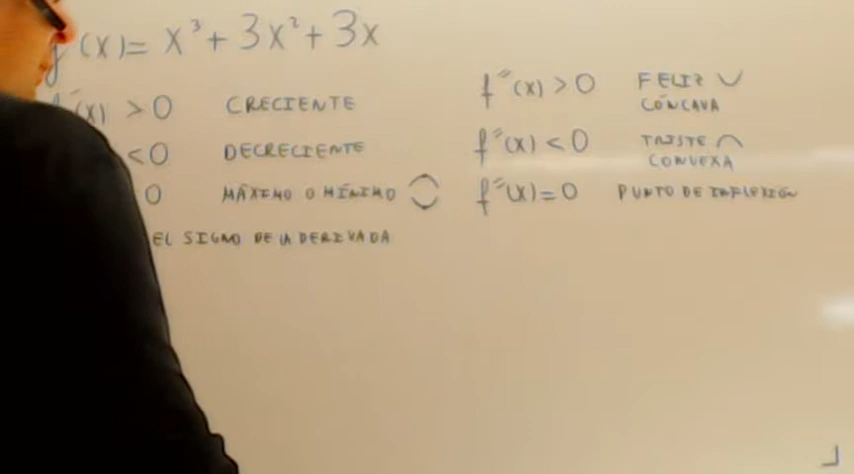 f(x) = x³ + 3x² + 3x
(x) > 0 CRECIENTE
< 0 DECRECIENTE
0 MÁXIMO O MÍNIMO
EL SIGNO DE LA DERIVADA
f''(x) > 0 FELIZ ∪
CÓNCAVA
f''(x) < 0 TRISTE ∩
CONVEXA
f''(x) = 0 PUNTO DE INFLEXIÓN